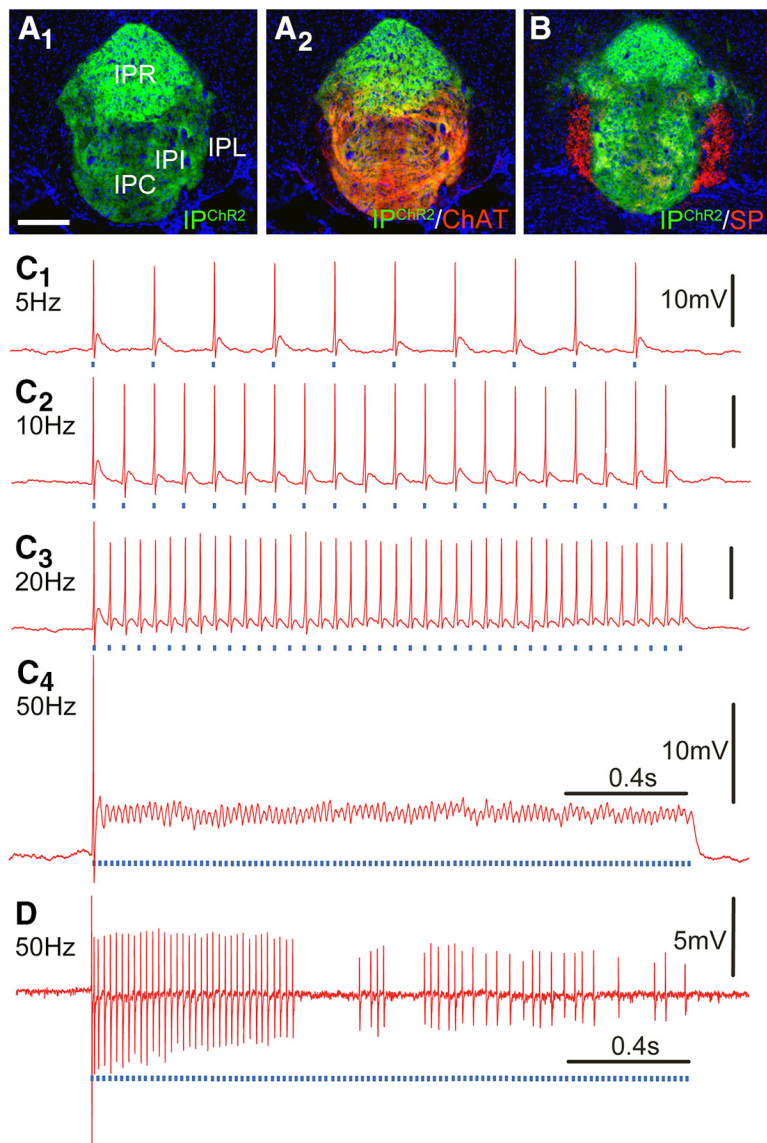 A1
A2
B
IPR
IPI
IPL
IPC
IPChR2
IPChR2/ChAT
IPChR2/SP
C1
5Hz
10mV
C2
10Hz
C3
20Hz
C4
50Hz
10mV
0.4s
D
50Hz
5mV
0.4s